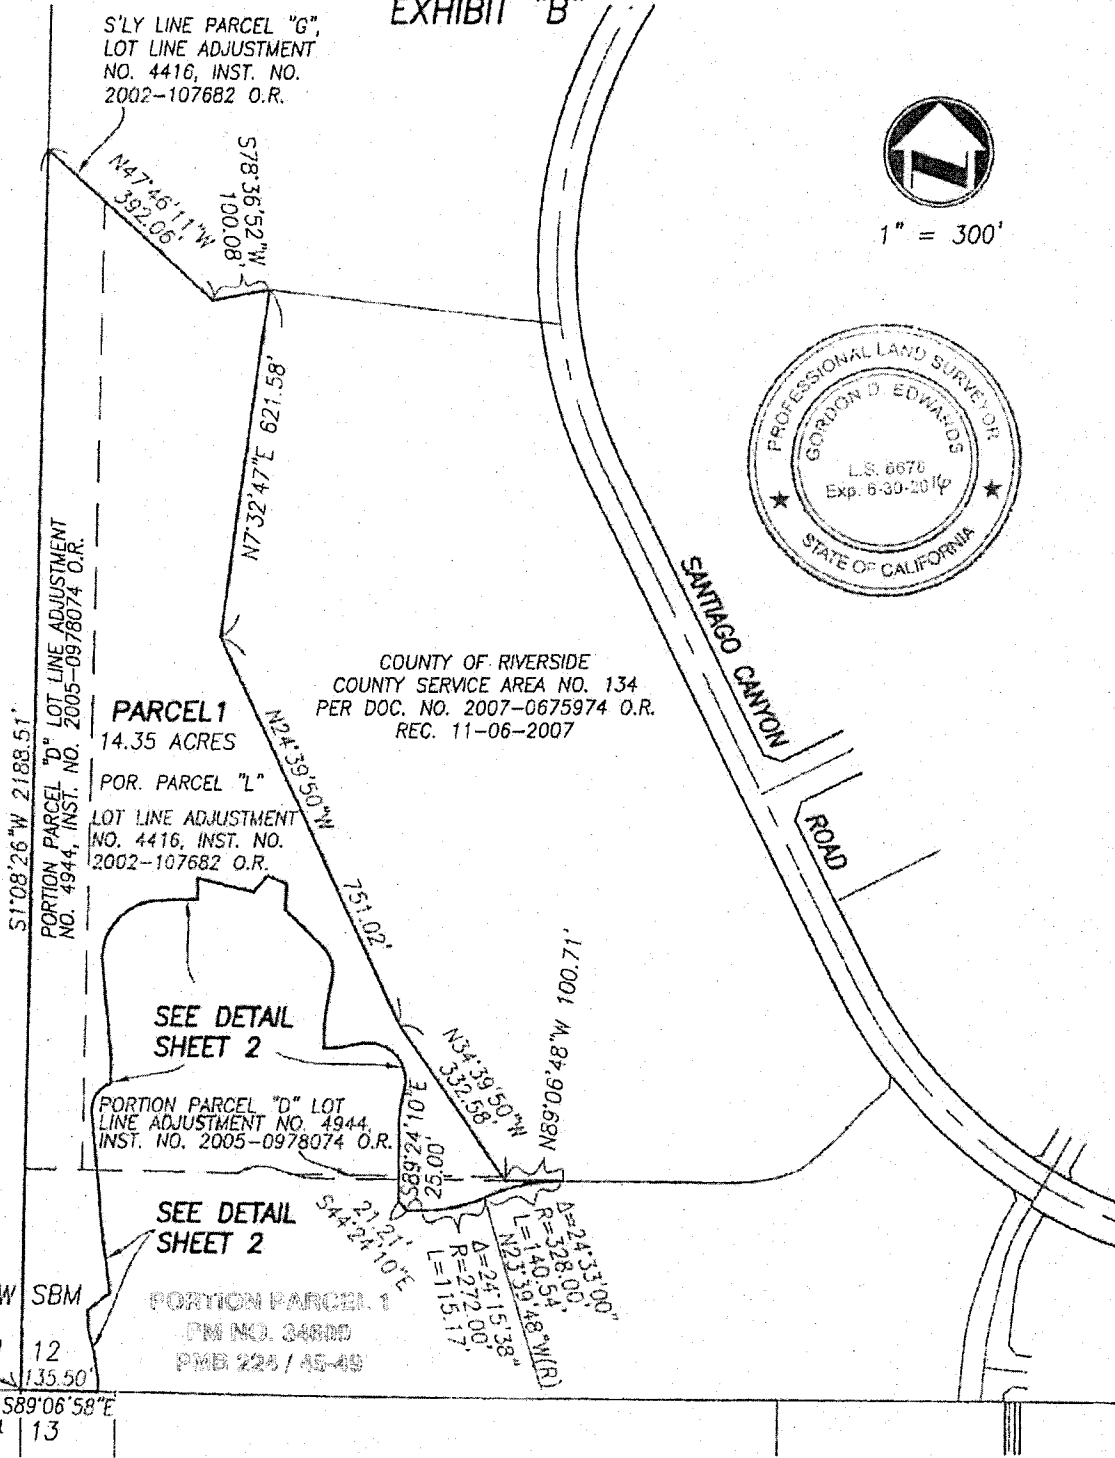 EXHIBIT "B"
S'LY LINE PARCEL "G",
LOT LINE ADJUSTMENT
NO. 4416, INST. NO.
2002-107682 O.R.
N47°46'11"W
392.06'
S78°36'52"W
100.08'
1" = 300'
PROFESSIONAL LAND SURVEYOR
GORDON D. EDWARDS
L.S. 6678
Exp. 6-30-2016
STATE OF CALIFORNIA
N7°32'47"E 621.58'
SANTIAGO CANYON
ROAD
COUNTY OF RIVERSIDE
COUNTY SERVICE AREA NO. 134
PER DOC. NO. 2007-0675974 O.R.
REC. 11-06-2007
S1°08'26"W 2188.51'
PORTION PARCEL "D" LOT LINE ADJUSTMENT
NO. 4944, INST. NO. 2005-0978074 O.R.
PARCEL 1
14.35 ACRES
POR. PARCEL "L"
LOT LINE ADJUSTMENT
NO. 4416, INST. NO.
2002-107682 O.R.
N24°39'50"W
751.02'
SEE DETAIL
SHEET 2
N34°39'50"W
332.58'
N89°06'48"W 100.71'
PORTION PARCEL "D" LOT
LINE ADJUSTMENT NO. 4944,
INST. NO. 2005-0978074 O.R.
S89°24'10"E
25.00'
21.21'
S44°24'10"E
SEE DETAIL
SHEET 2
Δ=24°33'00"
R=328.00'
L=140.54'
N23°39'48"W(R)
Δ=24°15'38"
R=272.00'
L=115.17'
W SBM
PORTION PARCEL 1
PM NO. 34600
PMB 224 / 45-49
12
135.50'
S89°06'58"E
13